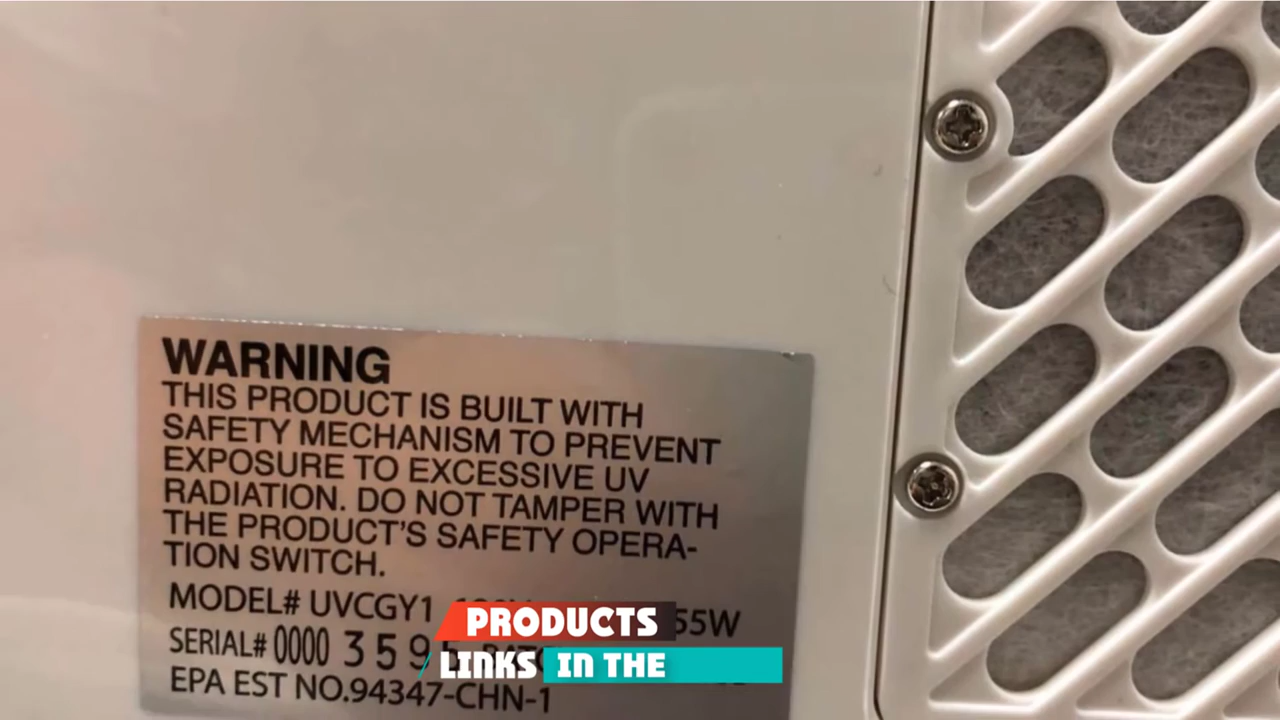 WARNING
THIS PRODUCT IS BUILT WITH
SAFETY MECHANISM TO PREVENT
EXPOSURE TO EXCESSIVE UV
RADIATION. DO NOT TAMPER WITH
THE PRODUCT'S SAFETY OPERA-
TION SWITCH.
MODEL# UVCGY1 55W
SERIAL# 0000 359
EPA EST NO.94347-CHN-1
PRODUCTS
LINKS IN THE